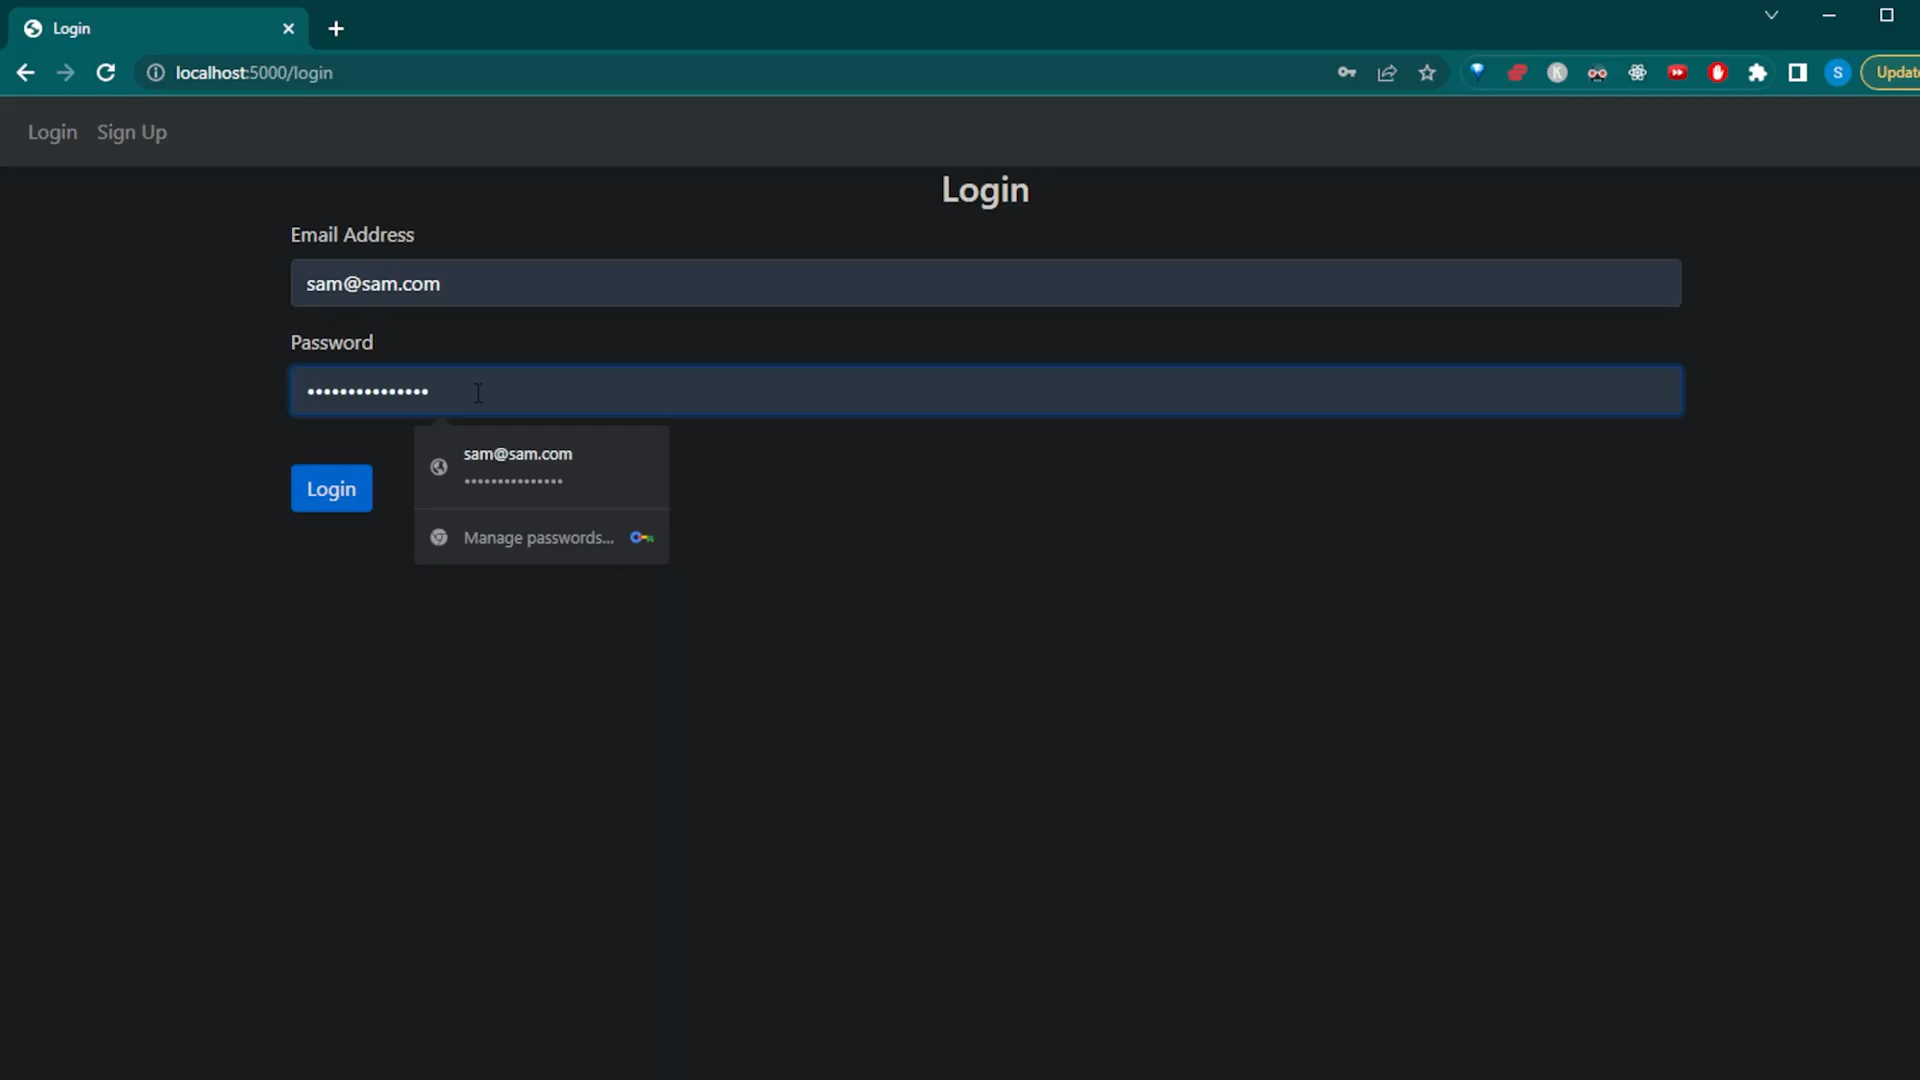 Login
localhost:5000/login
S
Update
Login Sign Up
Login
Email Address
sam@sam.com
Password
•••••••••••••••
sam@sam.com
•••••••••••••••
Login
Manage passwords...